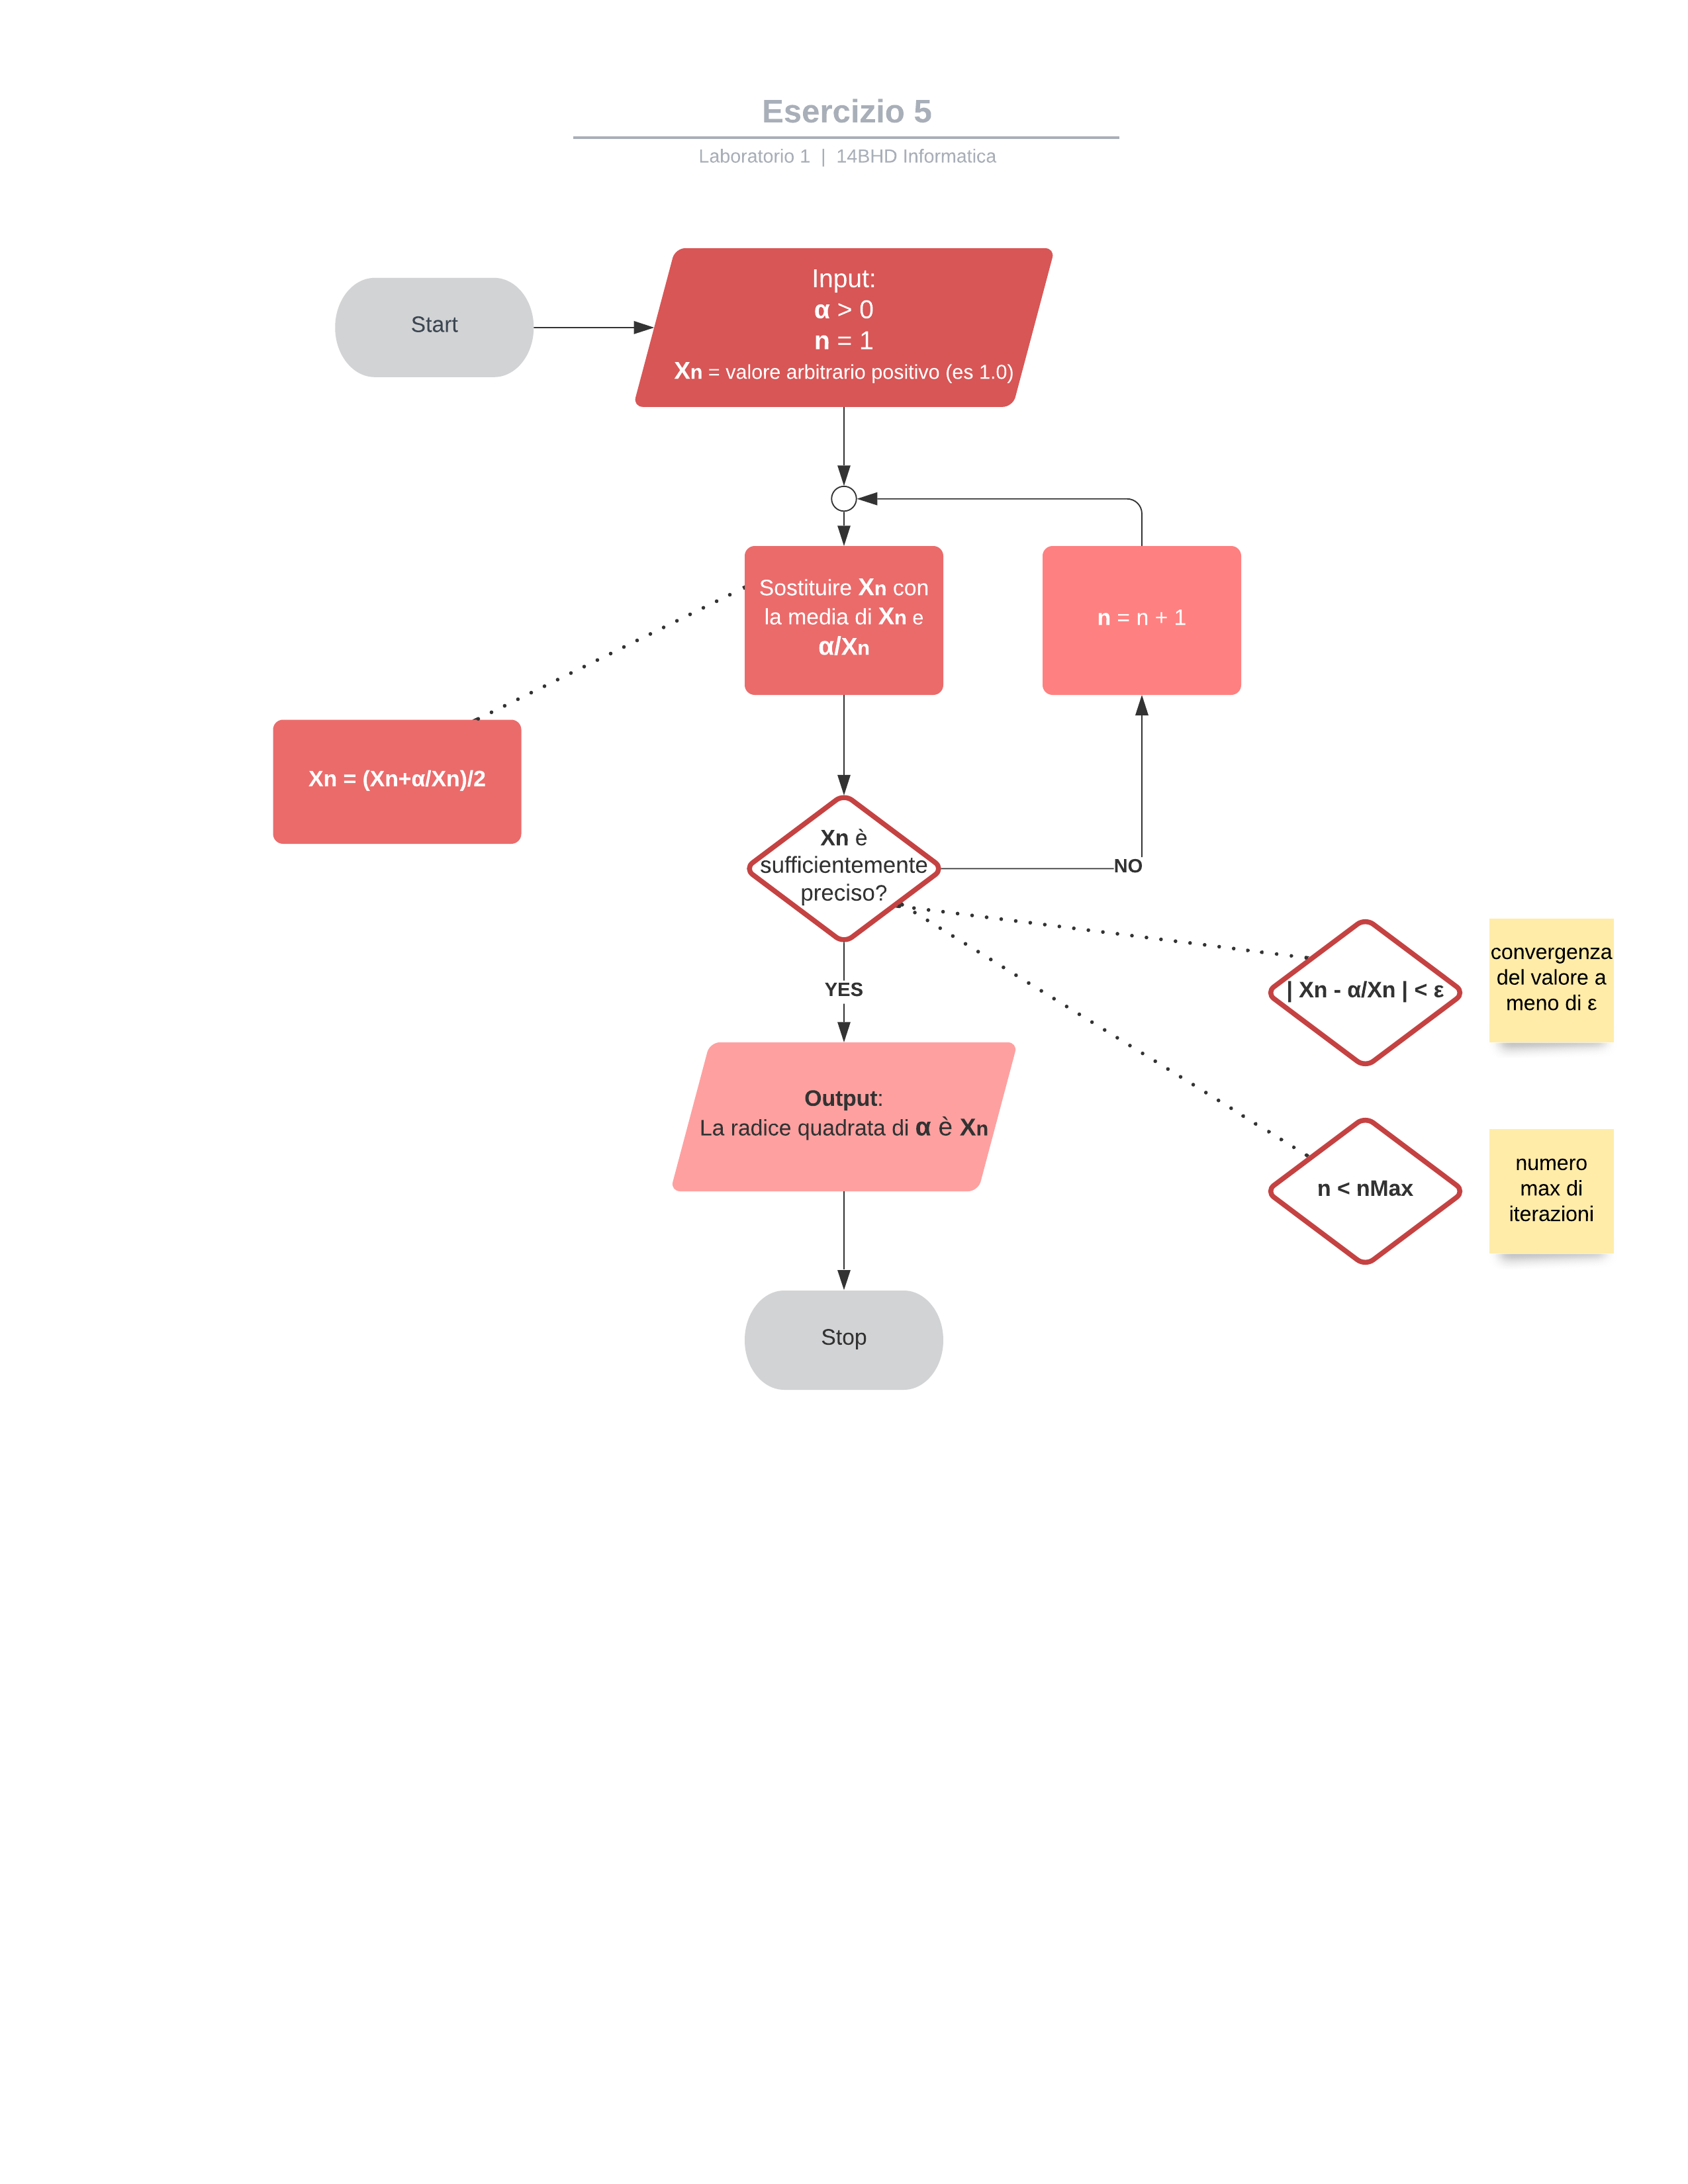 Esercizio 5
Laboratorio 1 | 14BHD Informatica
Start
Input:
α > 0
n = 1
Xn = valore arbitrario positivo (es 1.0)
Sostituire Xn con
la media di Xn e
α/Xn
n = n + 1
Xn = (Xn+α/Xn)/2
Xn è
sufficientemente
preciso?
NO
YES
| Xn - α/Xn | < ε
convergenza
del valore a
meno di ε
Output:
La radice quadrata di α è Xn
n < nMax
numero
max di
iterazioni
Stop